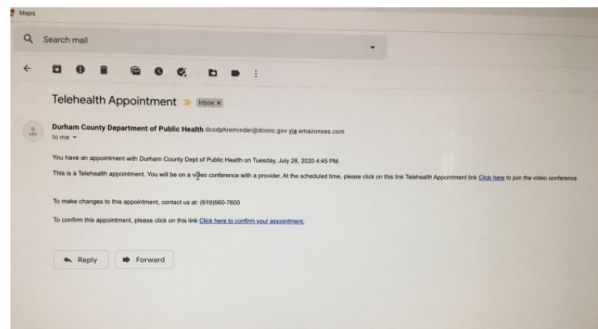 Maps
Search mail
Telehealth Appointment Inbox x
Durham County Department of Public Health dcodphreminder@dconc.gov via amazonses.com
to me
You have an appointment with Durham County Dept of Public Health on Tuesday, July 28, 2020 4:45 PM.
This is a Telehealth appointment. You will be on a video conference with a provider. At the scheduled time, please click on this link Telehealth Appointment link Click here to join the video conference
To make changes to this appointment, contact us at: (919)560-7600
To confirm this appointment, please click on this link Click here to confirm your appointment.
Reply Forward